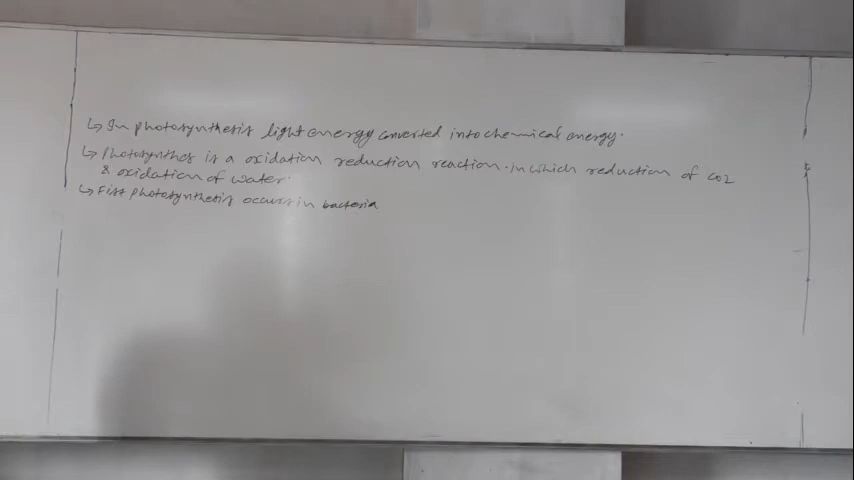 ↳ In photosynthesis light energy converted into chemical energy.
↳ Photosynthes is a oxidation reduction reaction. in which reduction of CO2
& oxidation of water.
↳ First photosynthesis occurs in bacteria